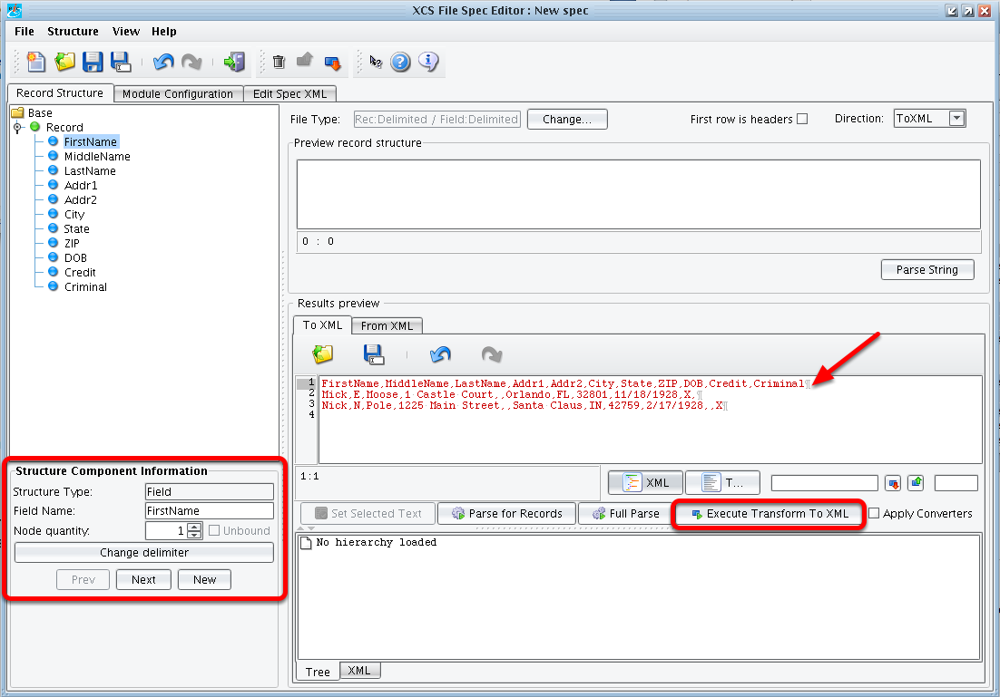 XCS File Spec Editor : New spec
File Structure View Help
Record Structure Module Configuration Edit Spec XML
Base
Record
FirstName
MiddleName
LastName
Addr1
Addr2
City
State
ZIP
DOB
Credit
Criminal
Structure Component Information
Structure Type: Field
Field Name: FirstName
Node quantity: 1 Unbound
Change delimiter
Prev Next New
File Type: Rec:Delimited / Field:Delimited Change... First row is headers Direction: ToXML
Preview record structure
0 : 0
Parse String
Results preview
To XML From XML
1 FirstName,MiddleName,LastName,Addr1,Addr2,City,State,ZIP,DOB,Credit,Criminal¶
2 Mick,E,Moose,1 Castle Court,,Orlando,FL,32801,11/18/1928,X,¶
3 Nick,N,Pole,1225 Main Street,,Santa Claus,IN,42759,2/17/1928,,X¶
4
1:1 XML T...
Set Selected Text Parse for Records Full Parse Execute Transform To XML Apply Converters
No hierarchy loaded
Tree XML